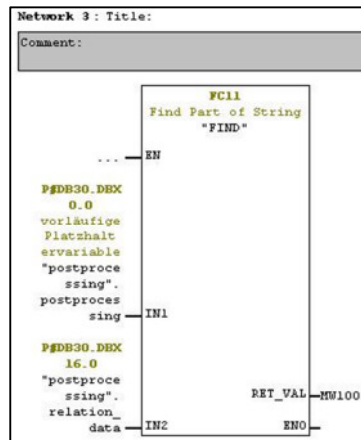 Network 3: Title:
Comment:
FC11
Find Part of String
"FIND"
... EN
P#DB30.DBX
0.0
vorläufige
Platzhalt
ervariable
"postproce
ssing".
postproces
sing IN1
P#DB30.DBX
16.0
"postproce
ssing".
relation_
data IN2
RET_VAL MW100
ENO